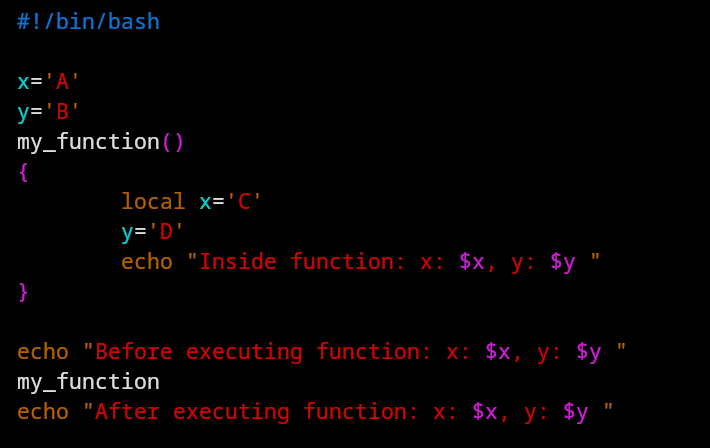 #!/bin/bash

x='A'
y='B'
my_function()
{
        local x='C'
        y='D'
        echo "Inside function: x: $x, y: $y "
}

echo "Before executing function: x: $x, y: $y "
my_function
echo "After executing function: x: $x, y: $y "